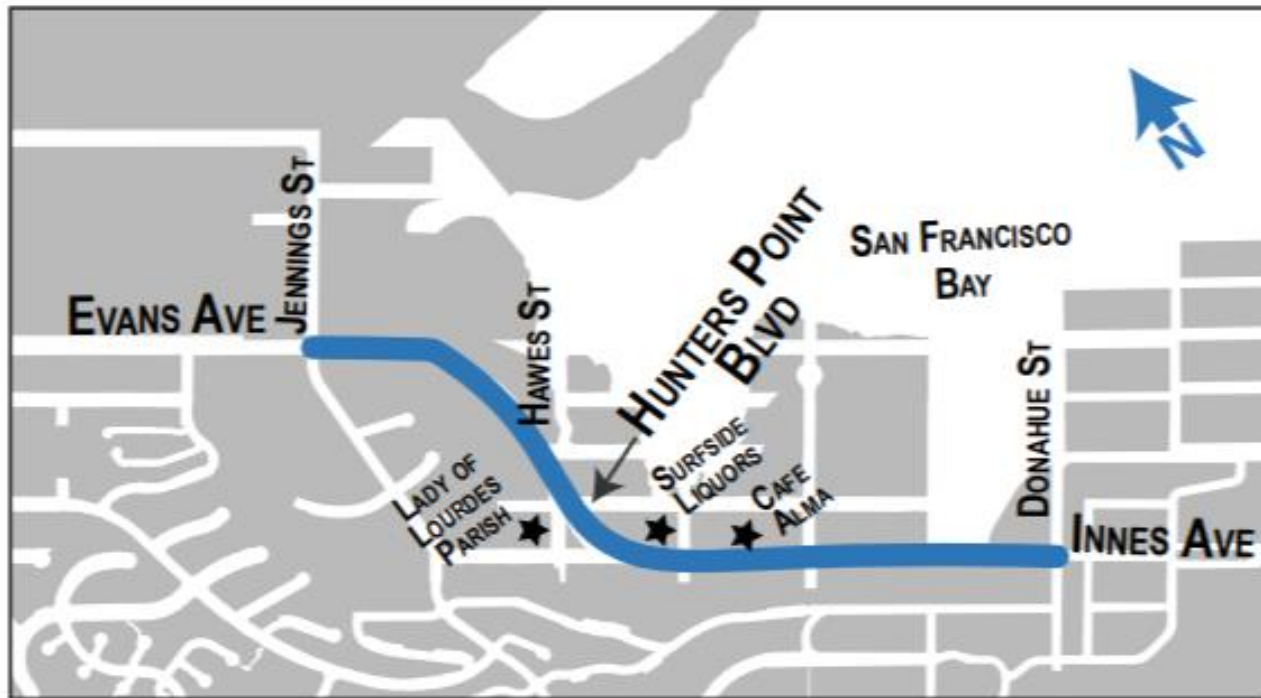 N
San Francisco
Bay
Hunters Point
Blvd
Jennings St
Evans Ave
Hawes St
Donahue St
Surfside
Liquors
Cafe
Alma
Lady of
Lourdes
Parish
Innes Ave